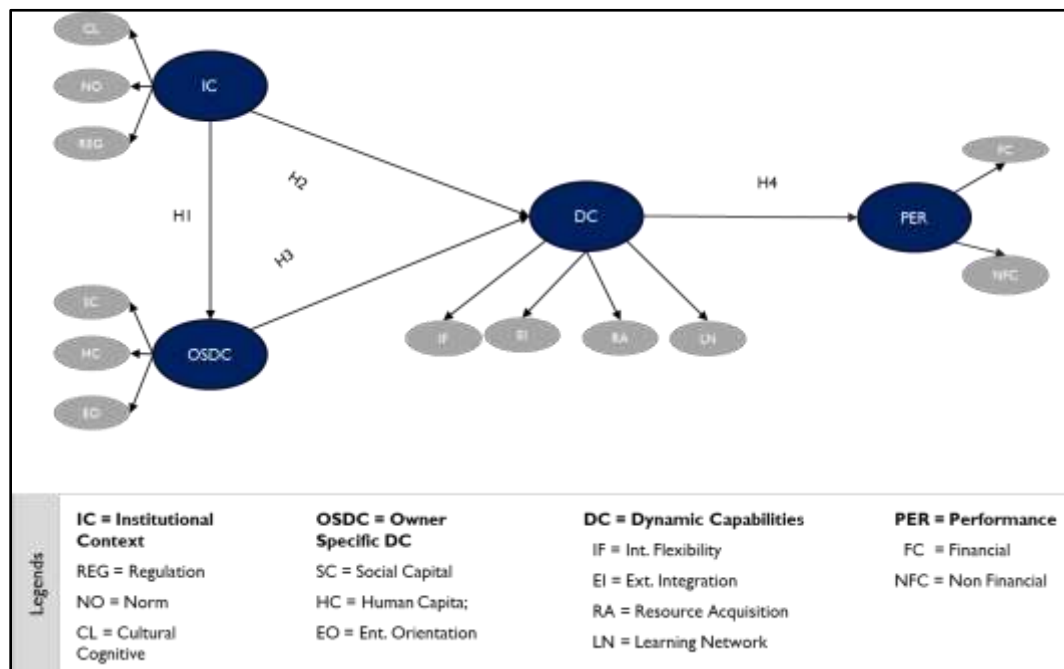 CL
NO
REG
IC
H1
H2
H3
SC
HC
EO
OSDC
DC
H4
IF
EI
RA
LN
PER
FC
NFC
Legends
IC = Institutional
Context
REG = Regulation
NO = Norm
CL = Cultural
Cognitive
OSDC = Owner
Specific DC
SC = Social Capital
HC = Human Capita;
EO = Ent. Orientation
DC = Dynamic Capabilities
IF = Int. Flexibility
EI = Ext. Integration
RA = Resource Acquisition
LN = Learning Network
PER = Performance
FC = Financial
NFC = Non Financial